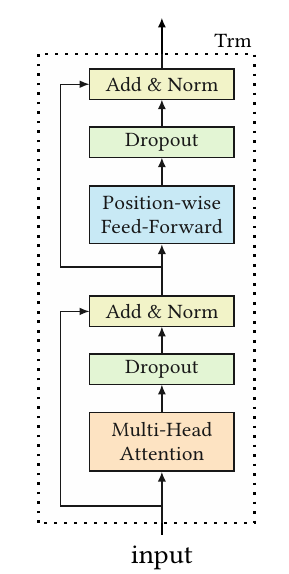 Trm
Add & Norm
Dropout
Position-wise
Feed-Forward
Add & Norm
Dropout
Multi-Head
Attention
input